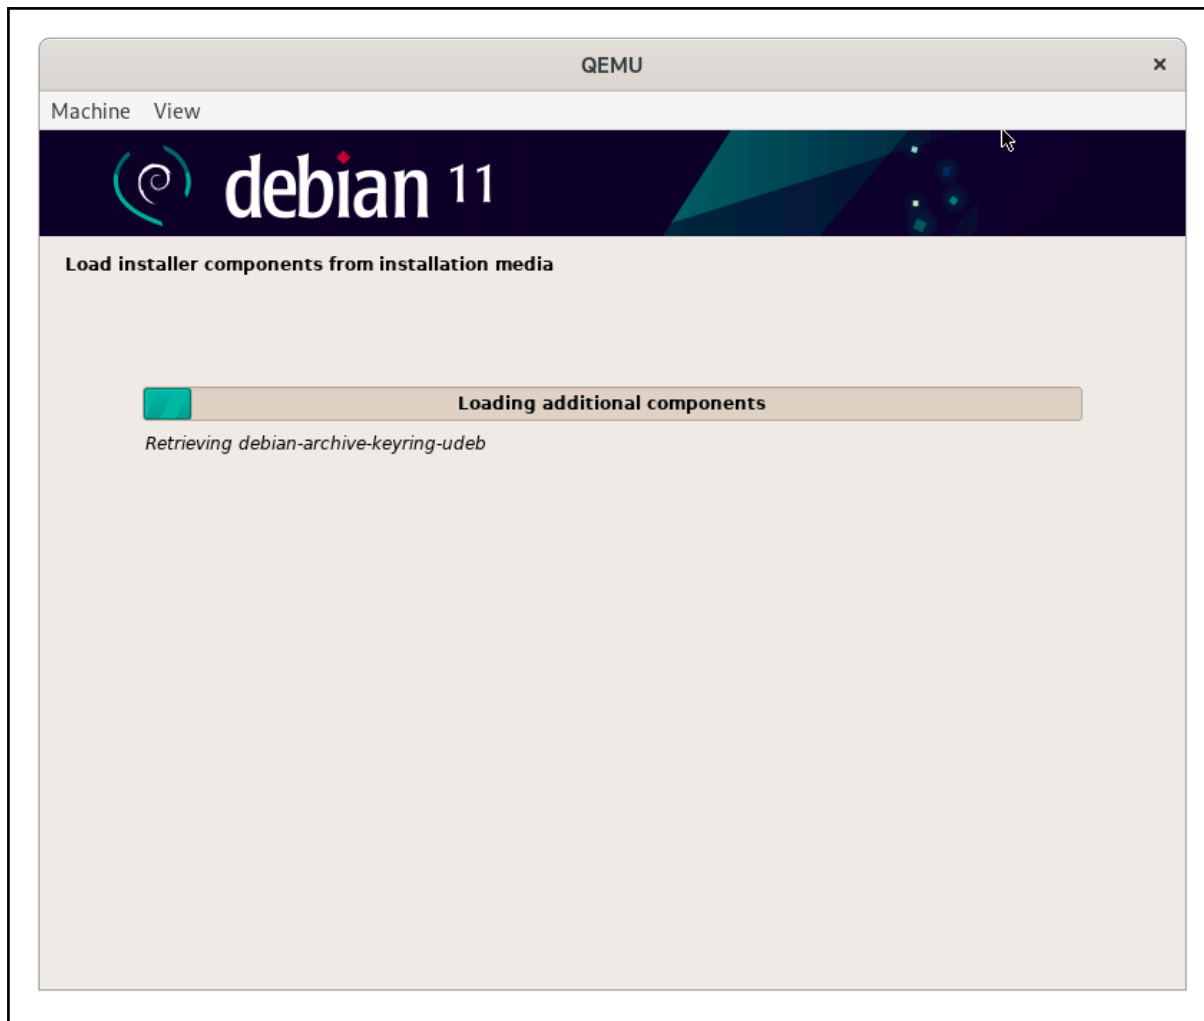 QEMU
Machine View
debian 11
Load installer components from installation media
Loading additional components
Retrieving debian-archive-keyring-udeb